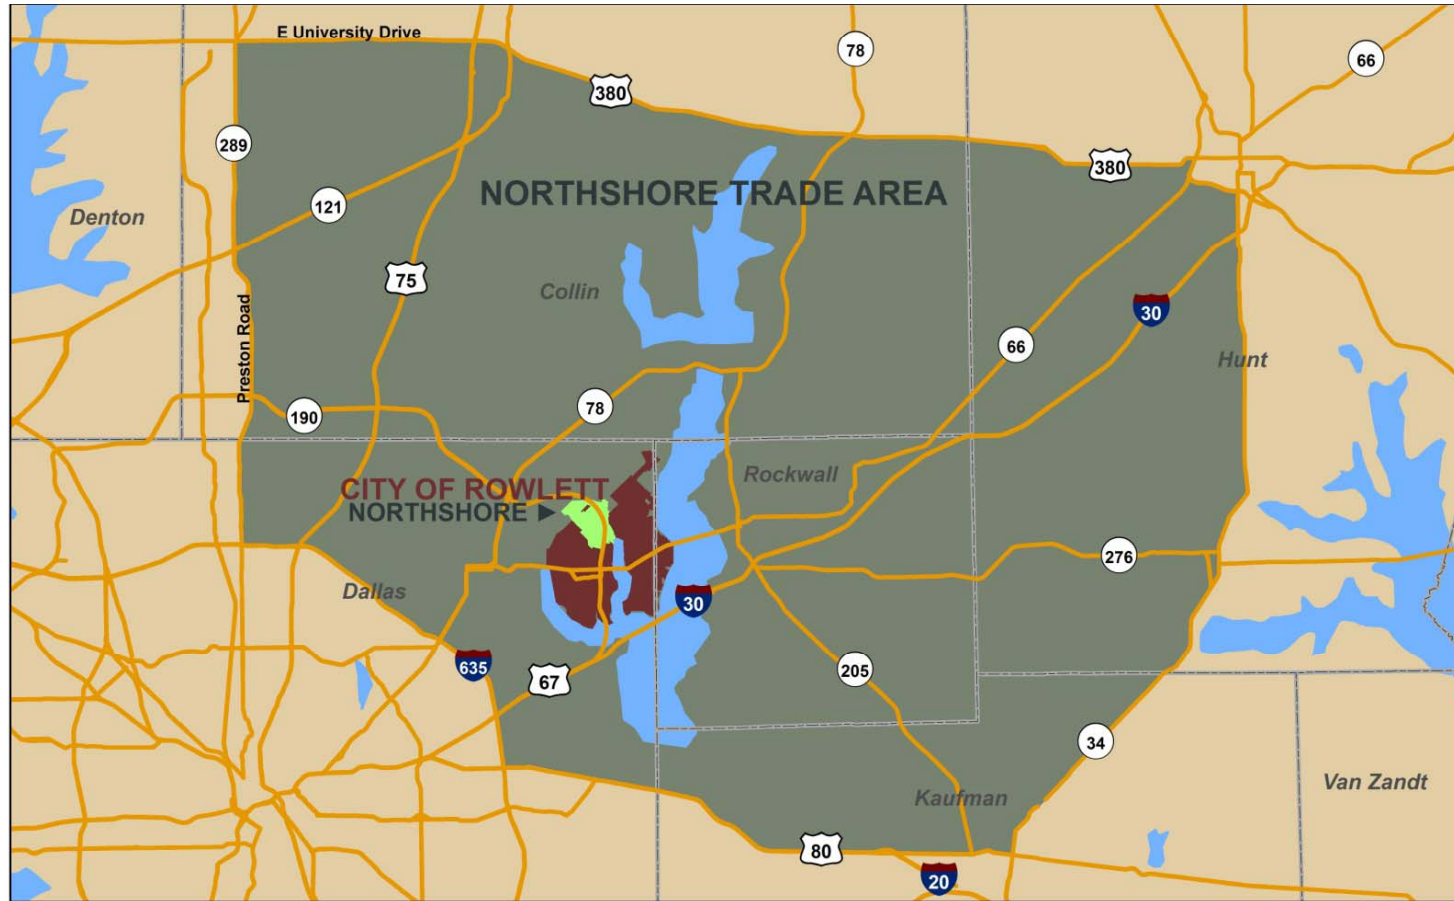 E University Drive
78
66
380
289
380
NORTHSHORE TRADE AREA
121
Denton
75
Collin
30
66
Preston Road
Hunt
78
190
Rockwall
CITY OF ROWLETT
NORTHSHORE
276
Dallas
30
635
67
205
34
Van Zandt
Kaufman
80
20